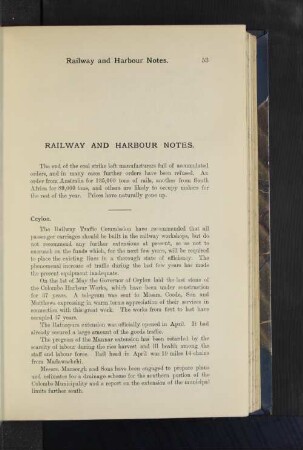 Railway and Harbour Notes. 53
RAILWAY AND HARBOUR NOTES.
The end of the coal strike left manufacturers full of accumulated
orders, and in many cases further orders have been refused. An
order from Australia for 135,000 tons of rails, another from South
Africa for 80,000 tons, and others are likely to occupy makers for
the rest of the year. Prices have naturally gone up.
Ceylon.
The Railway Traffic Commission have recommended that all
passenger carriages should be built in the railway workshops, but do
not recommend any further extensions at present, so as not to
encroach on the funds which, for the next few years, will be required
to place the existing lines in a thorough state of efficiency. The
phenomenal increase of traffic during the last few years has made
the present equipment inadequate.
On the 1st of May the Governor of Ceylon laid the last stone of
the Colombo Harbour Works, which have been under construction
for 37 years. A telegram was sent to Messrs. Coode, Son and
Matthews expressing in warm terms appreciation of their services in
connection with this great work. The works from first to last have
occupied 37 years.
The Ratnapura extension was officially opened in April. It had
already secured a large amount of the goods traffic.
The progress of the Mannar extension has been retarded by the
scarcity of labour during the rice harvest and ill health among the
staff and labour force. Rail head in April was 19 miles 14 chains
from Madawachchi.
Messrs. Mansergh and Sons have been engaged to prepare plans
and estimates for a drainage scheme for the southern portion of the
Colombo Municipality and a report on the extension of the municipal
limits further south.